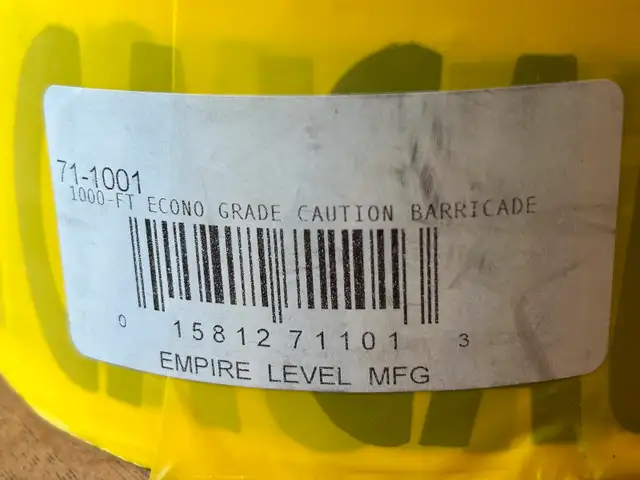 71-1001
1000-FT ECONO GRADE CAUTION BARRICADE
0 15812 71101 3
EMPIRE LEVEL MFG